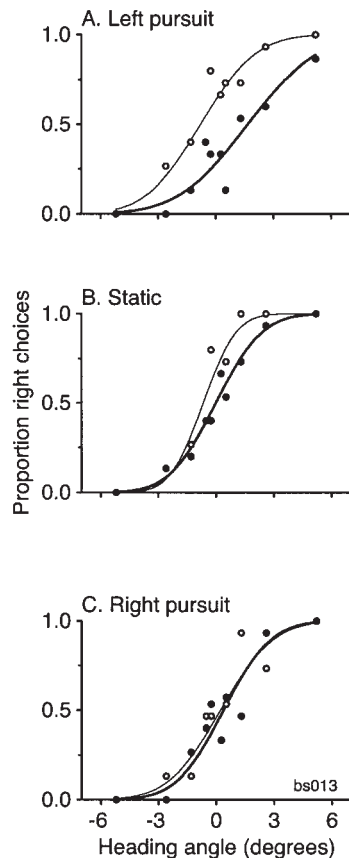 A. Left pursuit
1.0
0.5
0.0
B. Static
1.0
0.5
0.0
Proportion right choices
C. Right pursuit
1.0
0.5
0.0
bs013
-6 -3 0 3 6
Heading angle (degrees)